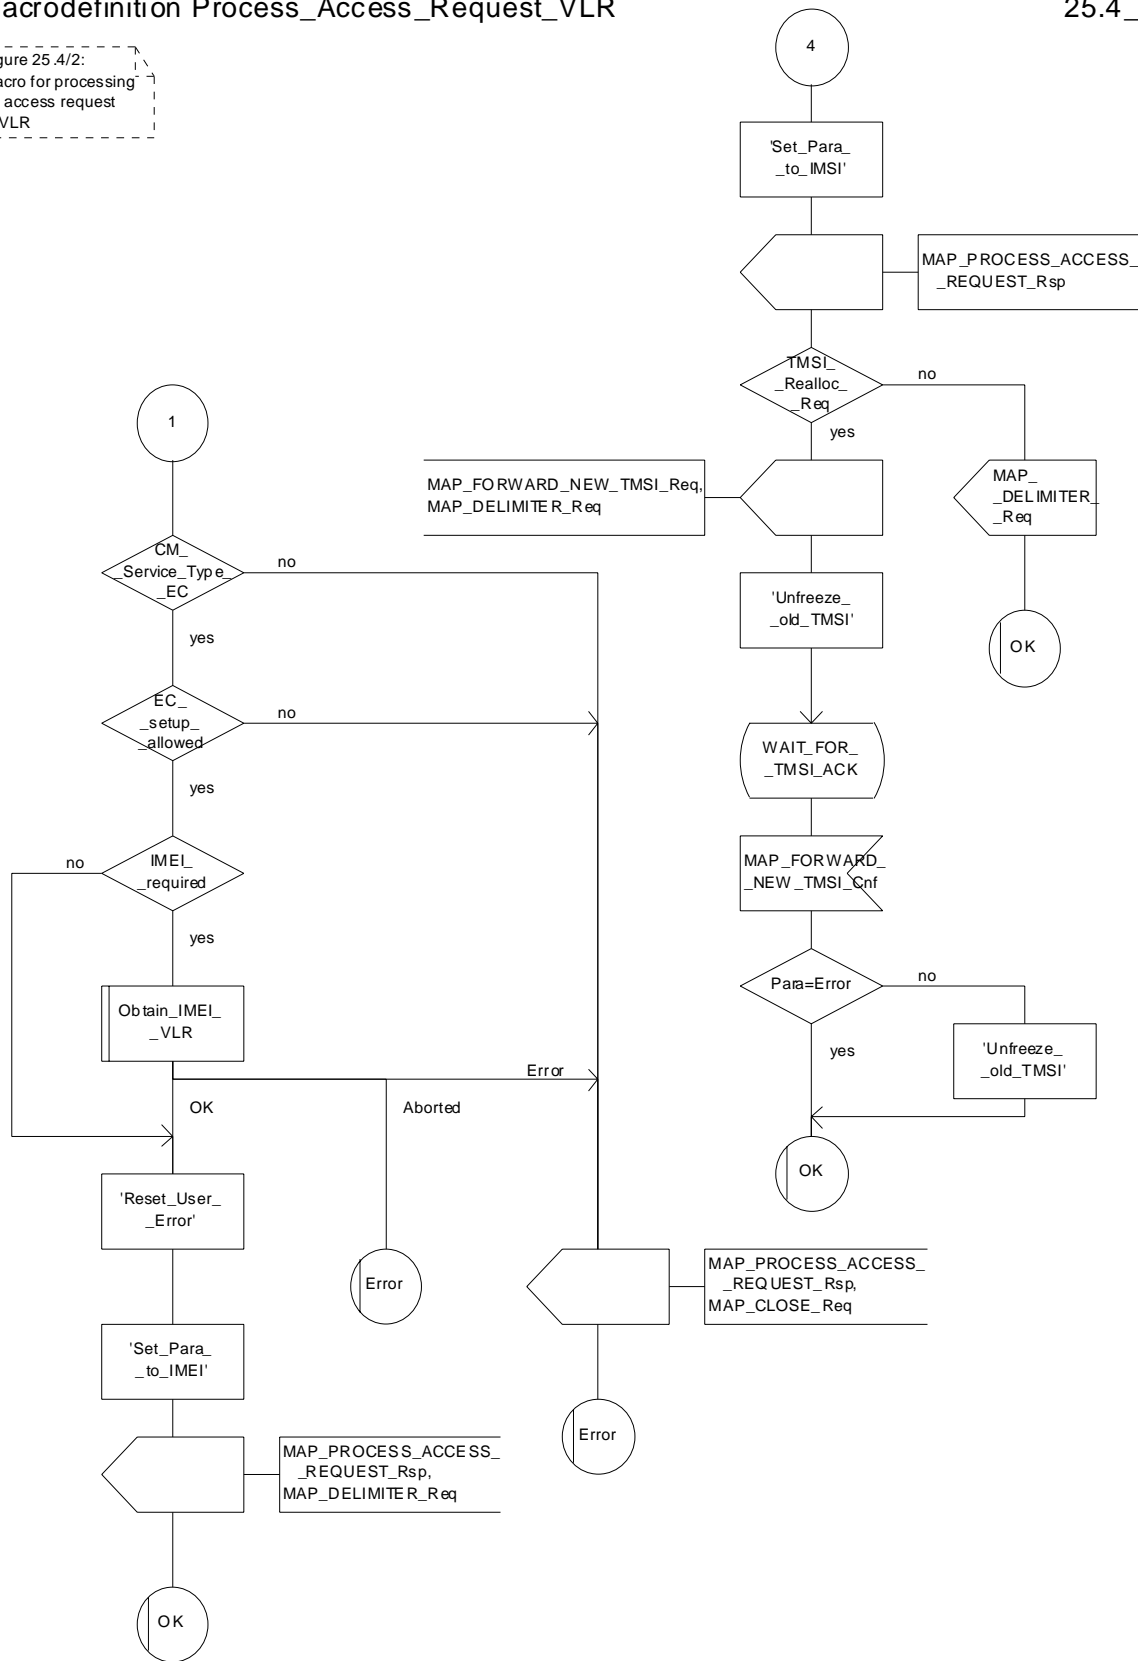 acrodefinition Process_Access_Request_VLR
25.4_
gure 25.4/2:
acro for processing
access request
VLR
4
'Set_Para_
_to_IMSI'
MAP_PROCESS_ACCESS_
_REQUEST_Rsp
TMSI_
_Realloc_
_Req
no
yes
MAP_FORWARD_NEW_TMSI_Req,
MAP_DELIMITER_Req
MAP_
_DELIMITER_
_Req
'Unfreeze_
_old_TMSI'
OK
WAIT_FOR_
_TMSI_ACK
MAP_FORWARD_
_NEW_TMSI_Cnf
Para=Error
no
yes
'Unfreeze_
_old_TMSI'
OK
1
CM_
_Service_Type_
_EC
no
yes
EC_
_setup_
_allowed
no
yes
IMEI_
_required
no
yes
Obtain_IMEI_
_VLR
Error
OK
Aborted
'Reset_User_
_Error'
Error
MAP_PROCESS_ACCESS_
_REQUEST_Rsp,
MAP_CLOSE_Req
Error
'Set_Para_
_to_IMEI'
MAP_PROCESS_ACCESS_
_REQUEST_Rsp,
MAP_DELIMITER_Req
OK